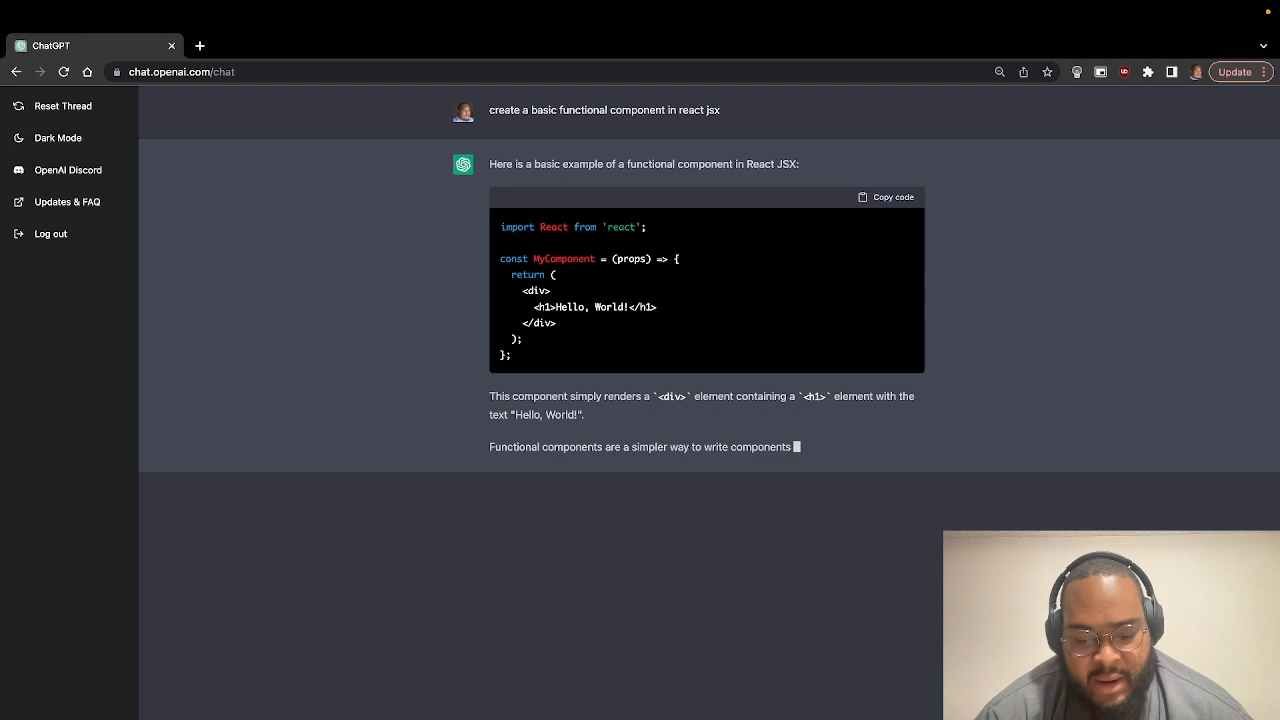 ChatGPT
chat.openai.com/chat
Update
Reset Thread
Dark Mode
OpenAI Discord
Updates & FAQ
Log out
create a basic functional component in react jsx
Here is a basic example of a functional component in React JSX:
Copy code
import React from 'react';
const MyComponent = (props) => {
return (
<div>
<h1>Hello, World!</h1>
</div>
);
};
This component simply renders a `<div>` element containing a `<h1>` element with the
text "Hello, World!".
Functional components are a simpler way to write components